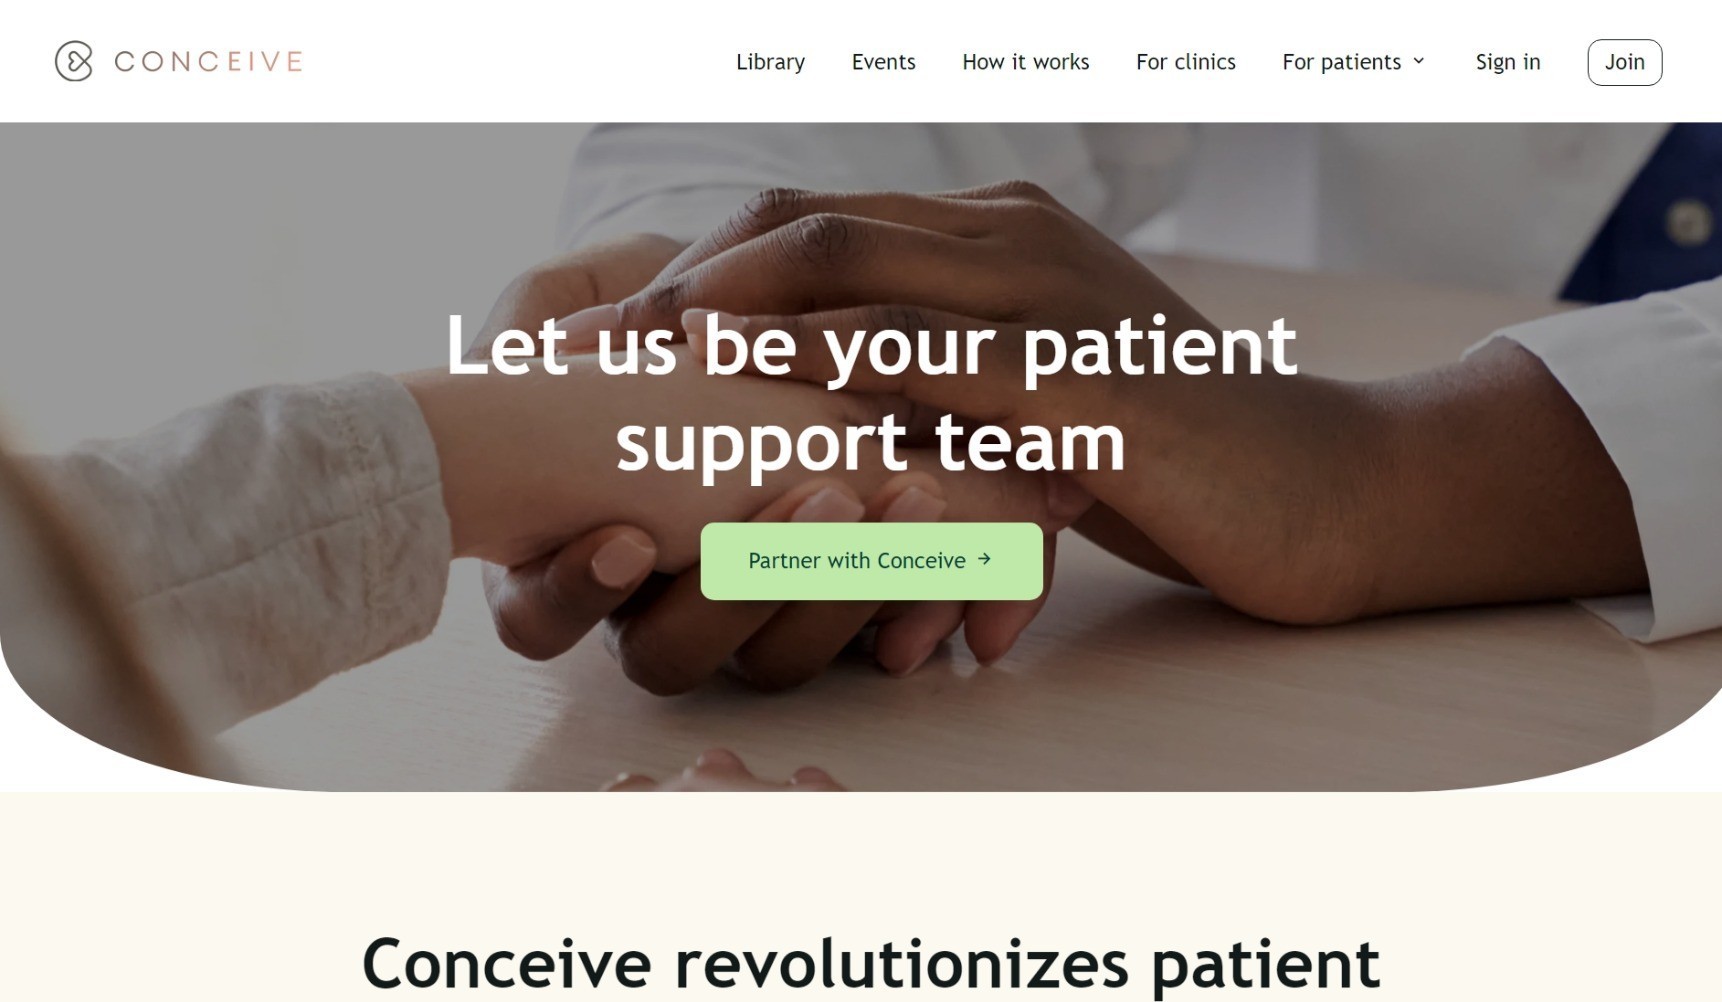 CONCEIVE
Library Events How it works For clinics For patients Sign in Join
Let us be your patient
support team
Partner with Conceive →
Conceive revolutionizes patient